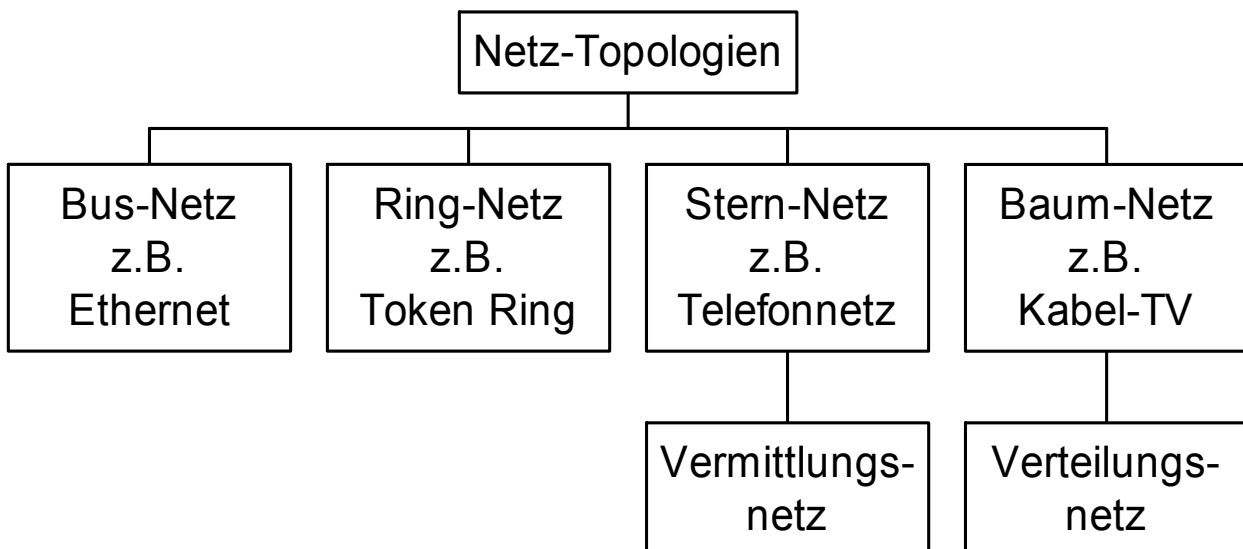 Netz-Topologien
Bus-Netz
z.B.
Ethernet
Ring-Netz
z.B.
Token Ring
Stern-Netz
z.B.
Telefonnetz
Baum-Netz
z.B.
Kabel-TV
Vermittlungs-
netz
Verteilungs-
netz